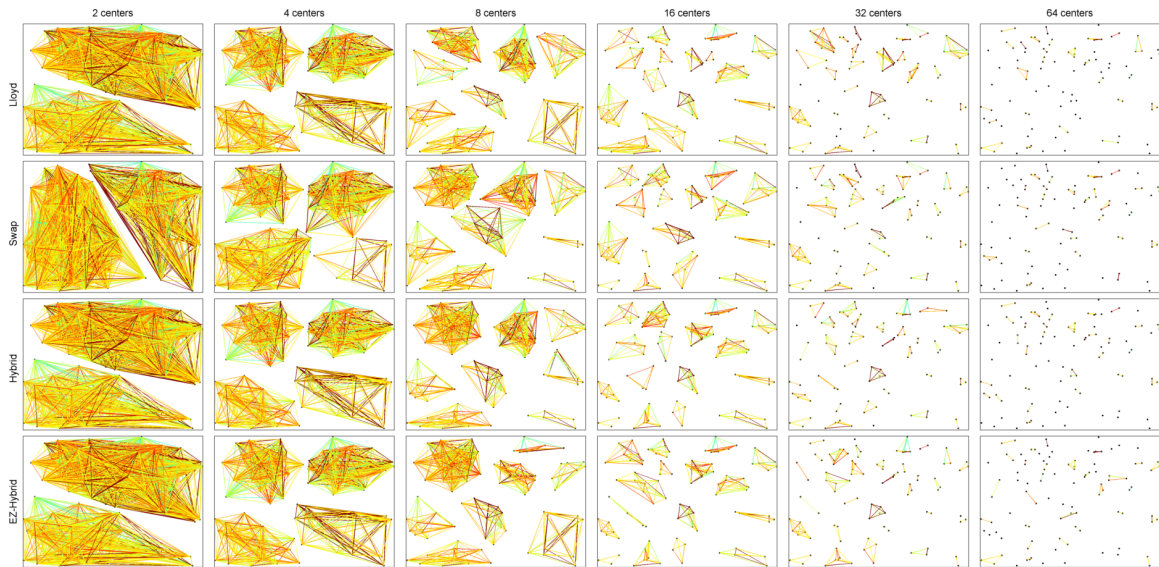 2 centers
4 centers
8 centers
16 centers
32 centers
64 centers
Lloyd
Swap
Hybrid
EZ-Hybrid